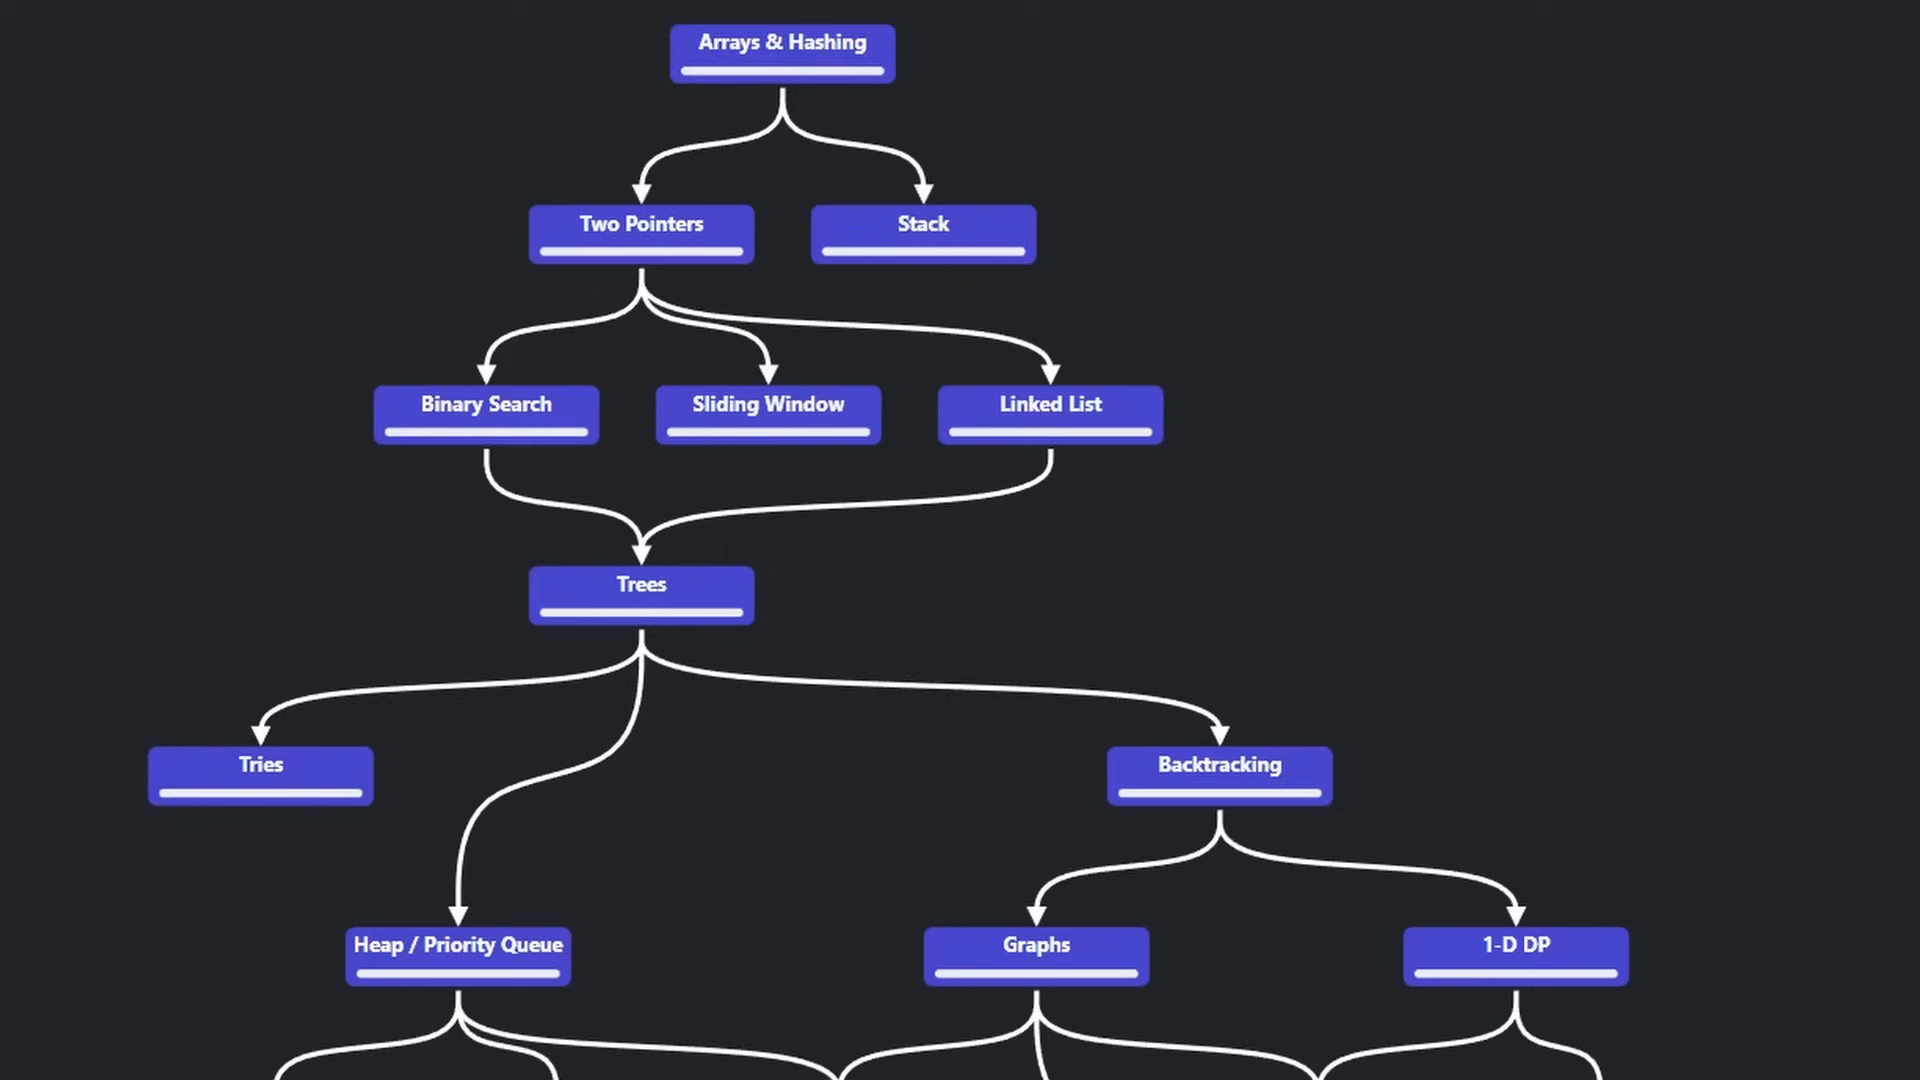 Arrays & Hashing
Two Pointers
Stack
Binary Search
Sliding Window
Linked List
Trees
Tries
Backtracking
Heap / Priority Queue
Graphs
1-D DP